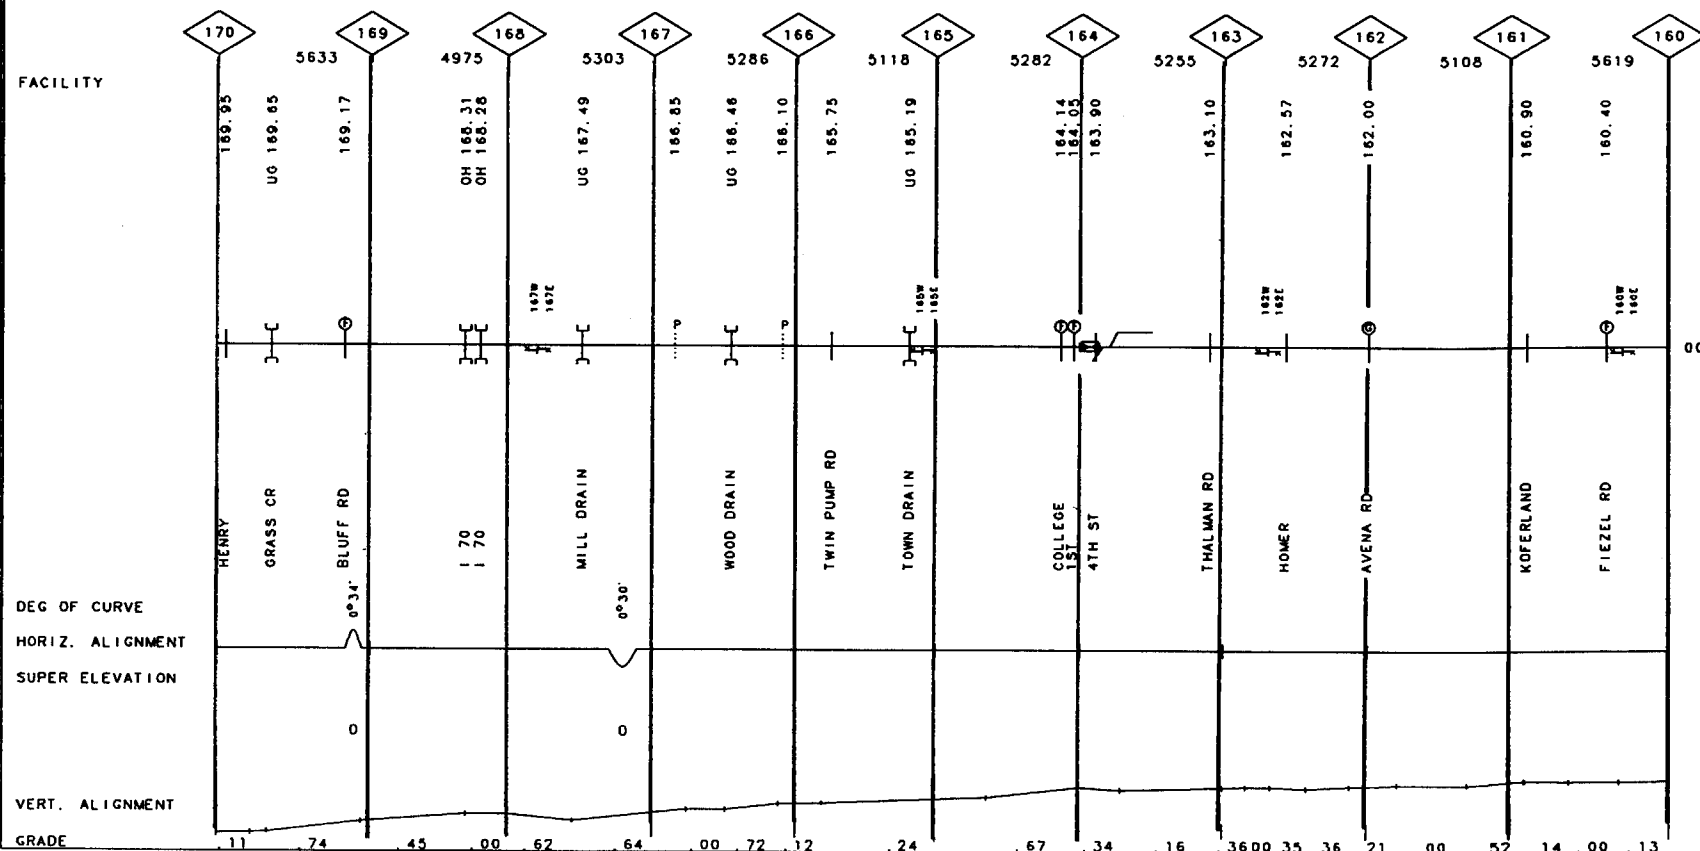 170 169 168 167 166 165 164 163 162 161 160
5633 4975 5303 5286 5118 5282 5255 5272 5108 5619
FACILITY
169.95 UG 169.65 169.17 OH 168.31 OH 168.28 UG 167.49 166.85 UG 166.46 166.10 165.75 UG 165.19 164.14 164.05 163.90 163.10 162.57 162.00 160.90 160.40
167W 167E 165W 165E 162W 162E 160W 160E
F P P F F G F
00
HENRY
GRASS CR
BLUFF RD
I 70
I 70
MILL DRAIN
WOOD DRAIN
TWIN PUMP RD
TOWN DRAIN
COLLEGE
1ST
4TH ST
THALMAN RD
HOMER
AVENA RD
KOFERLAND
FIEZEL RD
DEG OF CURVE 0°34' 0°30'
HORIZ. ALIGNMENT
SUPER ELEVATION
0 0
VERT. ALIGNMENT
GRADE .11 .74 .45 .00 .62 .64 .00 .72 .12 .24 .67 .34 .16 .36 00 .35 .36 .21 .00 .52 .14 .00 .13